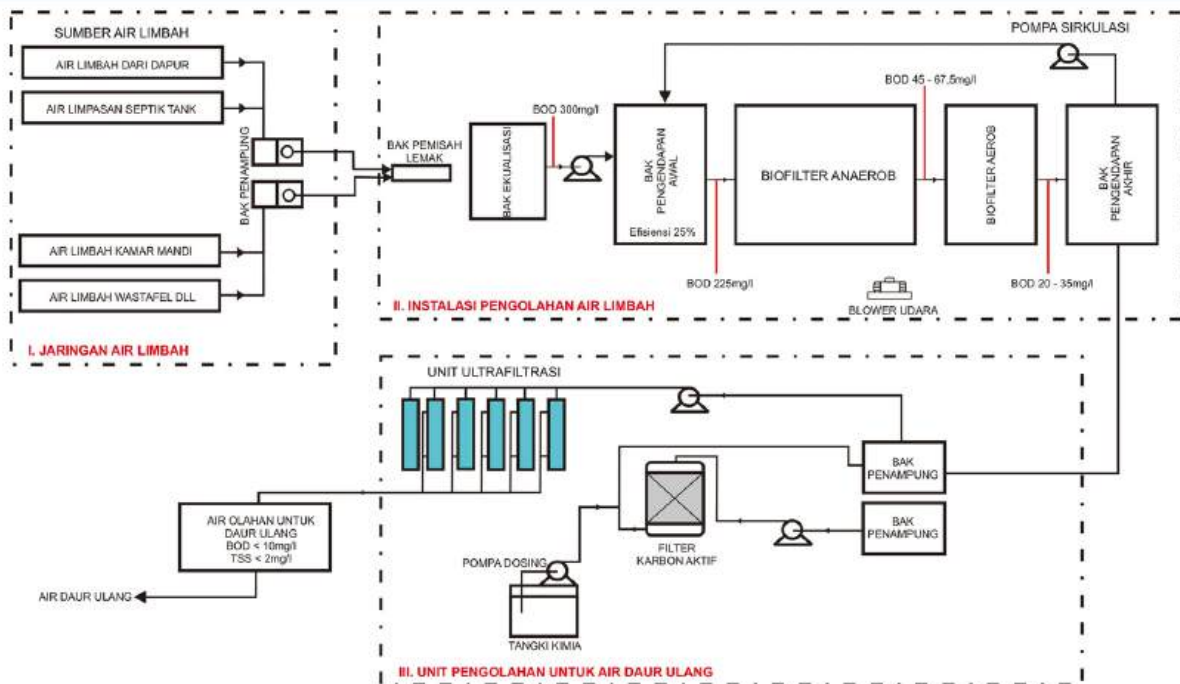 SUMBER AIR LIMBAH
AIR LIMBAH DARI DAPUR
AIR LIMPASAN SEPTIK TANK
BAK PENAMPUNG
AIR LIMBAH KAMAR MANDI
AIR LIMBAH WASTAFEL DLL
I. JARINGAN AIR LIMBAH
BAK PEMISAH
LEMAK
BAK EKUALISASI
BOD 300mg/l
BAK
PENGENDAPAN
AWAL
Efisiensi 25%
BOD 225mg/l
BIOFILTER ANAEROB
BOD 45 - 67,5mg/l
BIOFILTER AEROB
BOD 20 - 35mg/l
POMPA SIRKULASI
BAK
PENGENDAPAN
AKHIR
BLOWER UDARA
II. INSTALASI PENGOLAHAN AIR LIMBAH
UNIT ULTRAFILTRASI
BAK
PENAMPUNG
BAK
PENAMPUNG
FILTER
KARBON AKTIF
POMPA DOSING
TANGKI KIMIA
AIR OLAHAN UNTUK
DAUR ULANG
BOD < 10mg/l
TSS < 2mg/l
AIR DAUR ULANG
III. UNIT PENGOLAHAN UNTUK AIR DAUR ULANG